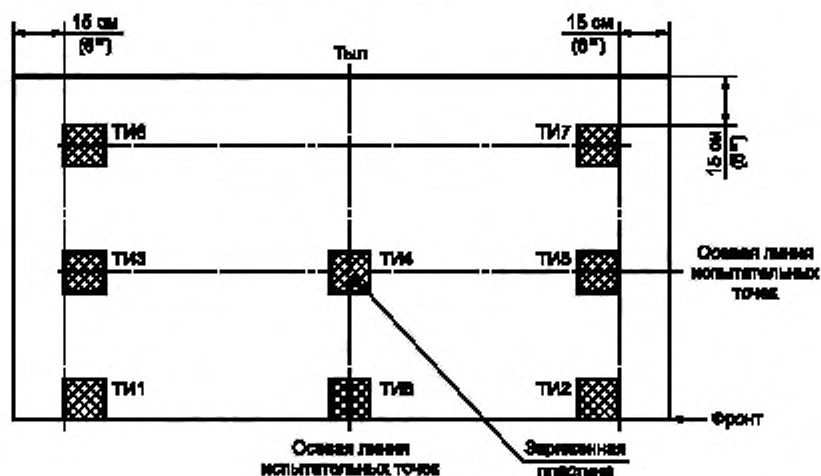 15 см
(6")
15 см
(6")
Тыл
ТИ6
ТИ7
15 см
(6")
ТИ3
ТИ4
ТИ5
Осевая линия
испытательных
точек
ТИ1
ТИ8
ТИ2
Фронт
Осевая линия
испытательных точек
Заряженная
пластина